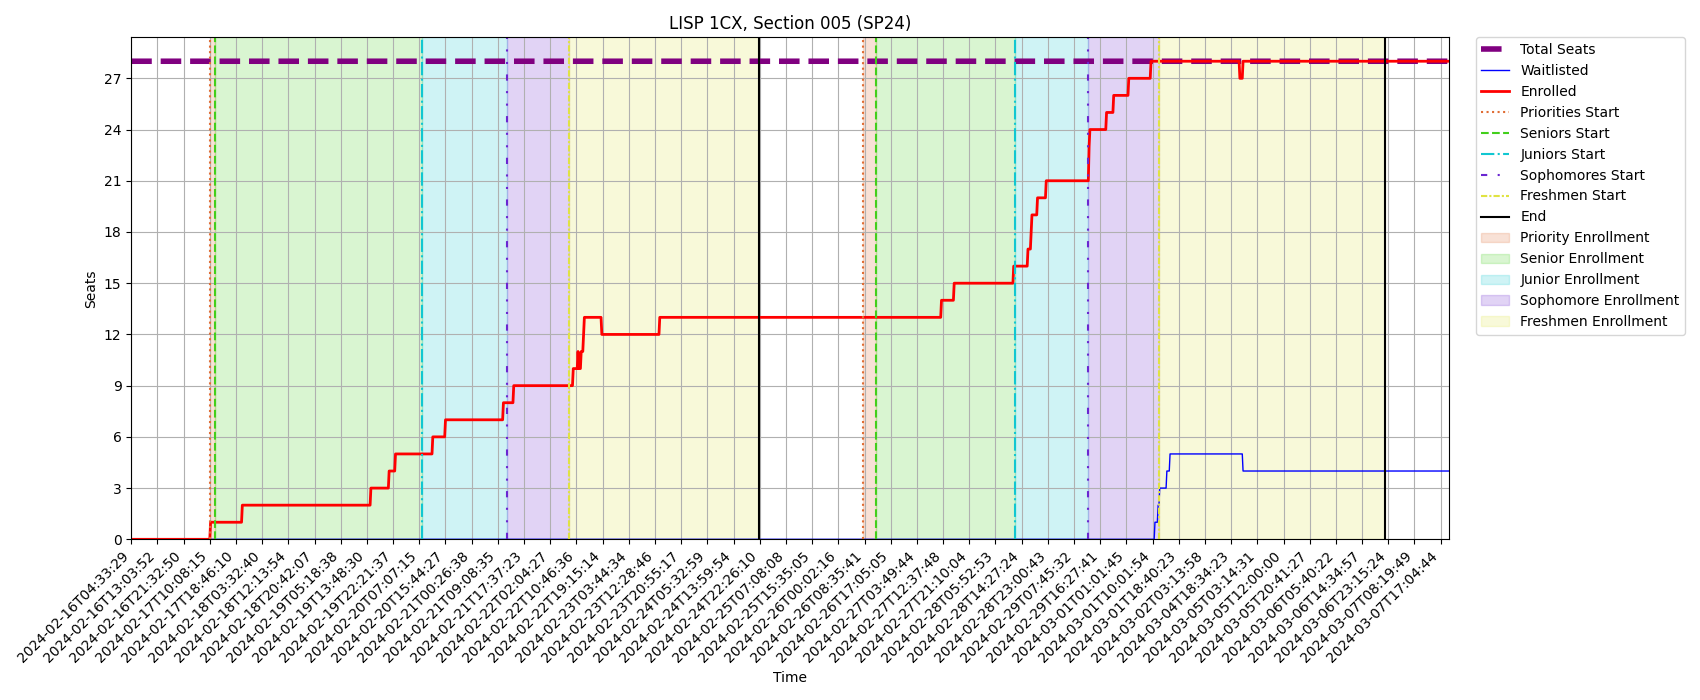 LISP 1CX, Section 005 (SP24)
Total Seats
Waitlisted
Enrolled
Priorities Start
Seniors Start
Juniors Start
Sophomores Start
Freshmen Start
End
Priority Enrollment
Senior Enrollment
Junior Enrollment
Sophomore Enrollment
Freshmen Enrollment
Seats
27
24
21
18
15
12
9
6
3
0
2024-02-16T04:33:29
2024-02-16T13:03:52
2024-02-16T21:32:50
2024-02-17T10:08:15
2024-02-17T18:46:10
2024-02-18T03:32:40
2024-02-18T12:13:54
2024-02-18T20:42:07
2024-02-19T05:18:38
2024-02-19T13:48:30
2024-02-19T22:21:37
2024-02-20T07:07:15
2024-02-20T15:44:27
2024-02-21T00:26:38
2024-02-21T09:08:35
2024-02-21T17:37:23
2024-02-22T02:04:27
2024-02-22T10:46:36
2024-02-22T19:15:14
2024-02-23T03:44:34
2024-02-23T12:28:46
2024-02-23T20:55:17
2024-02-24T05:32:59
2024-02-24T13:59:54
2024-02-24T22:26:10
2024-02-25T07:08:08
2024-02-25T15:35:05
2024-02-26T00:02:16
2024-02-26T08:35:41
2024-02-26T17:05:05
2024-02-27T03:49:44
2024-02-27T12:37:48
2024-02-27T21:10:04
2024-02-28T05:52:53
2024-02-28T14:27:24
2024-02-28T23:00:43
2024-02-29T07:45:32
2024-02-29T16:27:41
2024-03-01T01:01:45
2024-03-01T10:01:54
2024-03-01T18:40:23
2024-03-02T03:13:58
2024-03-04T18:34:23
2024-03-05T03:14:31
2024-03-05T12:00:00
2024-03-05T20:41:27
2024-03-06T05:40:22
2024-03-06T14:34:57
2024-03-06T23:15:24
2024-03-07T08:19:49
2024-03-07T17:04:44
Time